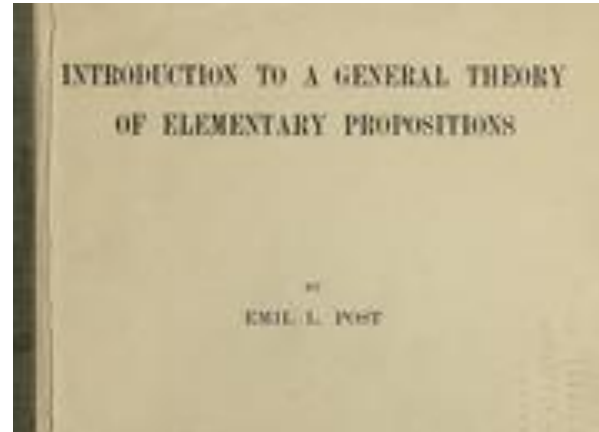 INTRODUCTION TO A GENERAL THEORY
OF ELEMENTARY PROPOSITIONS
BY
EMIL L. POST